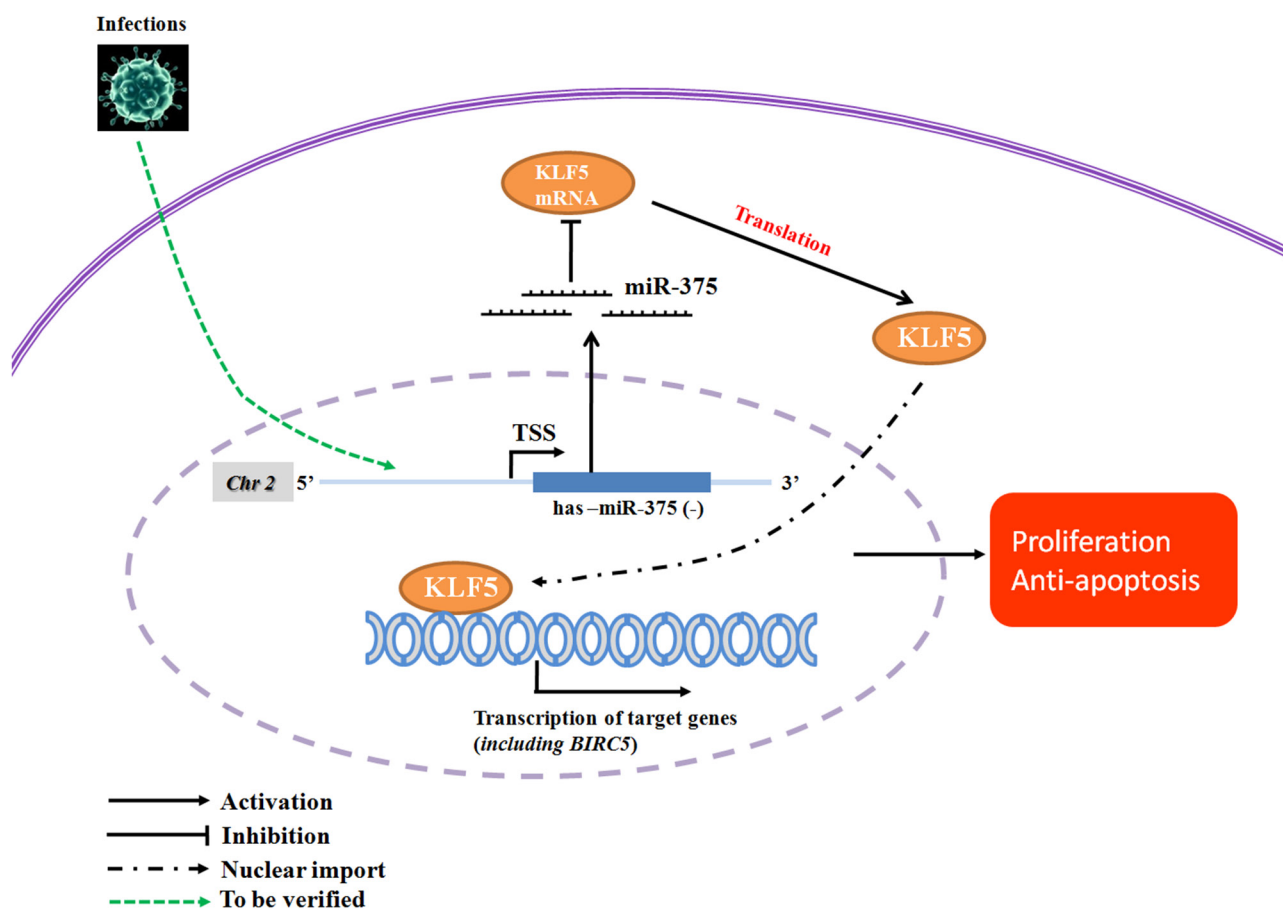 Infections
KLF5
mRNA
Translation
miR-375
KLF5
TSS
Chr 2
5’
3’
has –miR-375 (-)
Proliferation
Anti-apoptosis
KLF5
Transcription of target genes
(including BIRC5)
Activation
Inhibition
Nuclear import
To be verified